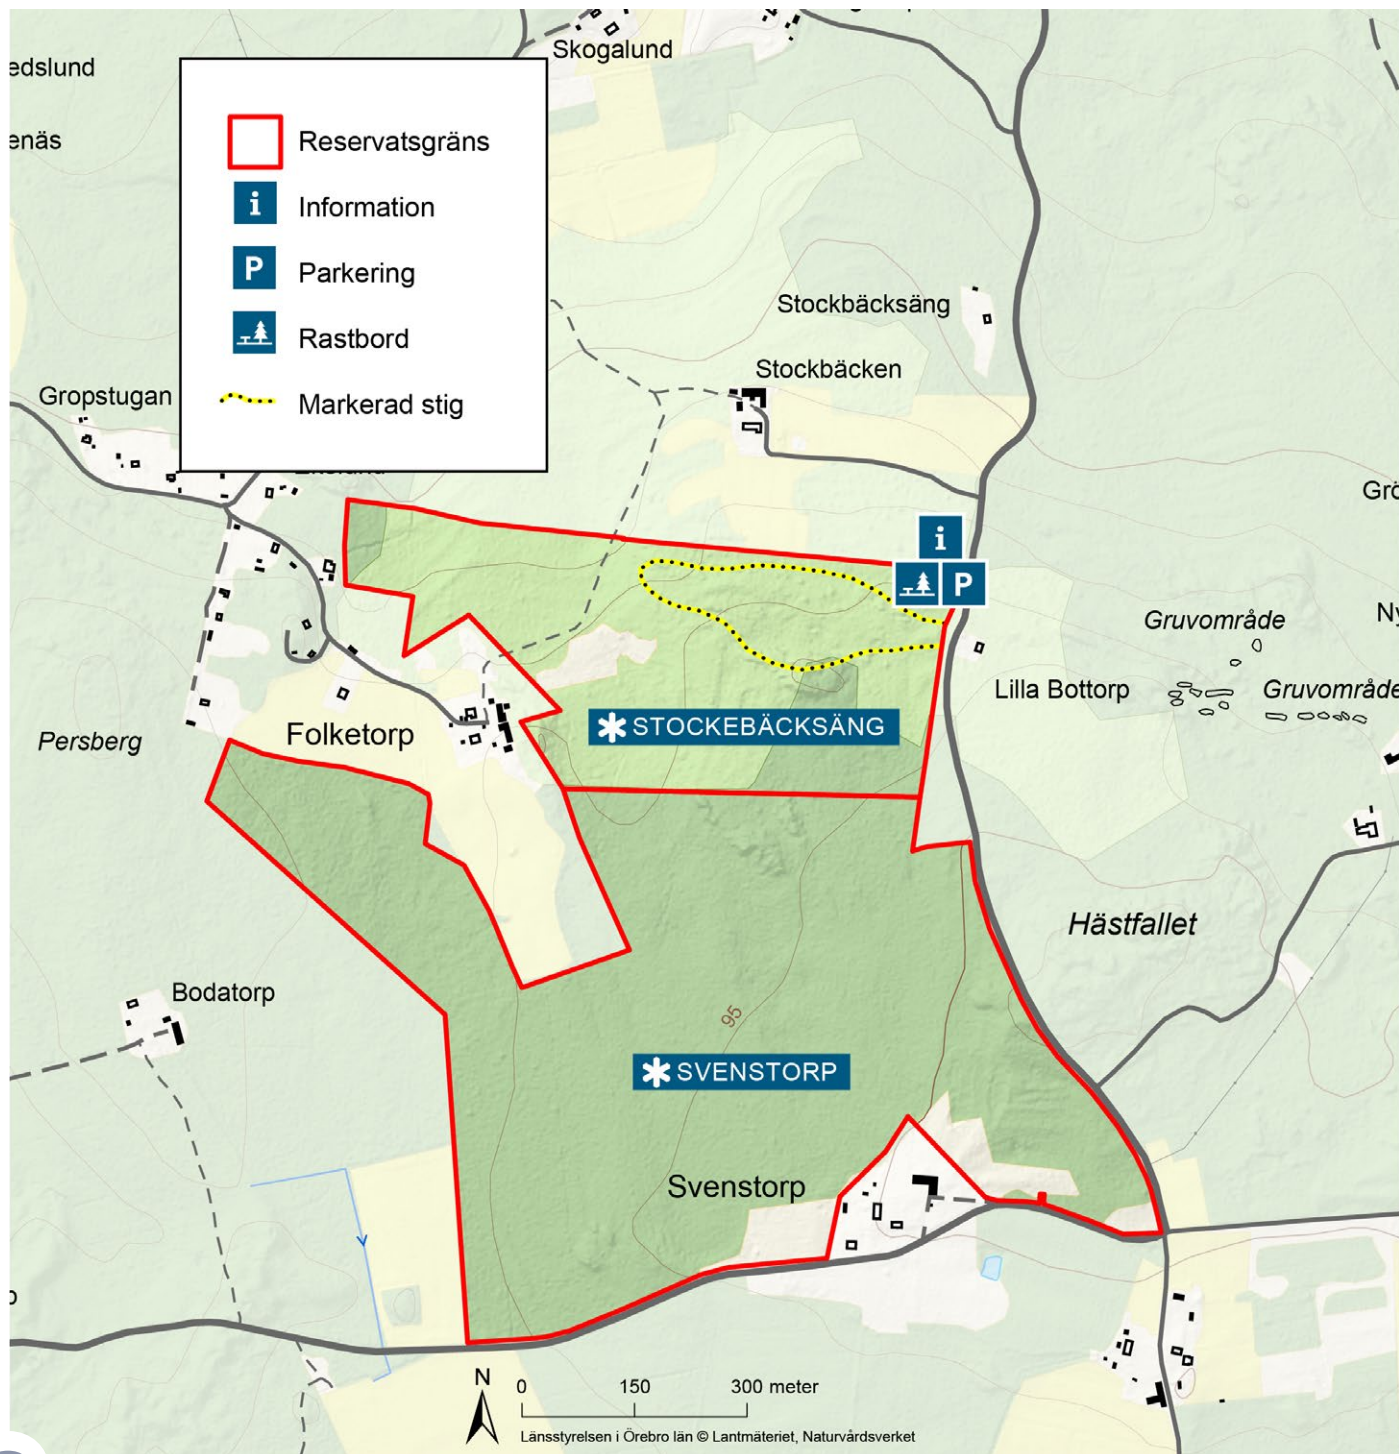 Skogalund
edslund
enäs
Reservatsgräns
i Information
P Parkering
Rastbord
Markerad stig
Stockbäcksäng
Stockbäcken
Gropstugan
Grö
i
P
Gruvområde
Ny
Lilla Bottorp
Gruvområde
STOCKEBÄCKSÄNG
Folketorp
Persberg
Hästfallet
Bodatorp
95
SVENSTORP
Svenstorp
N
0 150 300 meter
Länsstyrelsen i Örebro län © Lantmäteriet, Naturvårdsverket